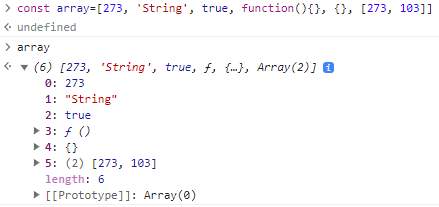 > const array=[273, 'String', true, function(){}, {}, [273, 103]]
< undefined
> array
< ▼ (6) [273, 'String', true, ƒ, {…}, Array(2)] i
0: 273
1: "String"
2: true
▶ 3: ƒ ()
▶ 4: {}
▶ 5: (2) [273, 103]
length: 6
▶ [[Prototype]]: Array(0)